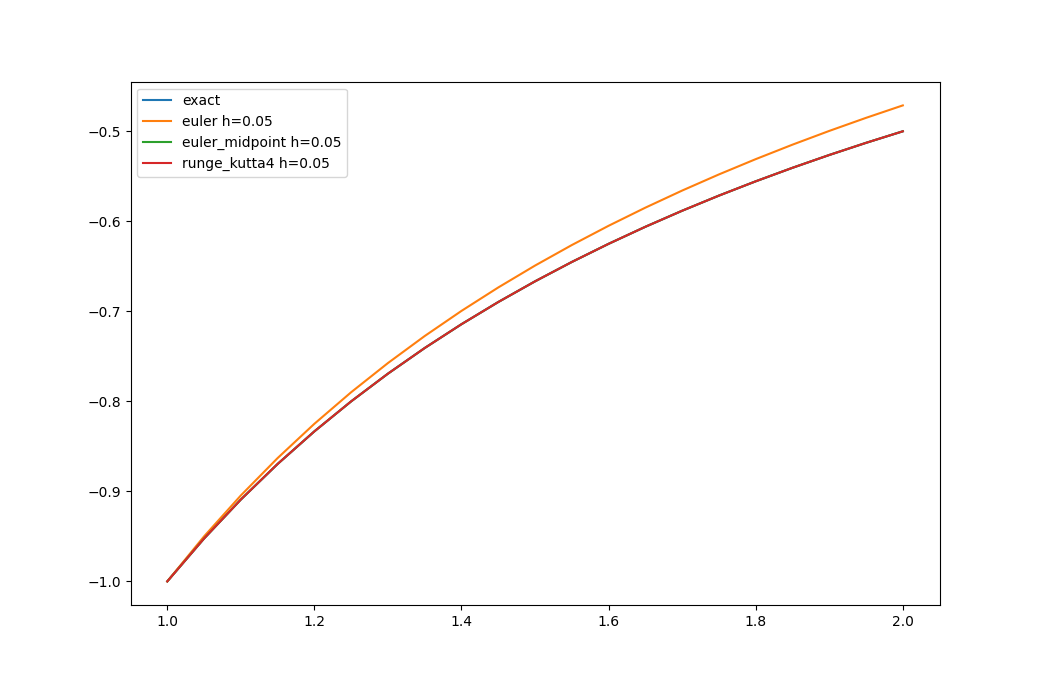 exact
euler h=0.05
euler_midpoint h=0.05
runge_kutta4 h=0.05
−0.5
−0.6
−0.7
−0.8
−0.9
−1.0
1.0 1.2 1.4 1.6 1.8 2.0